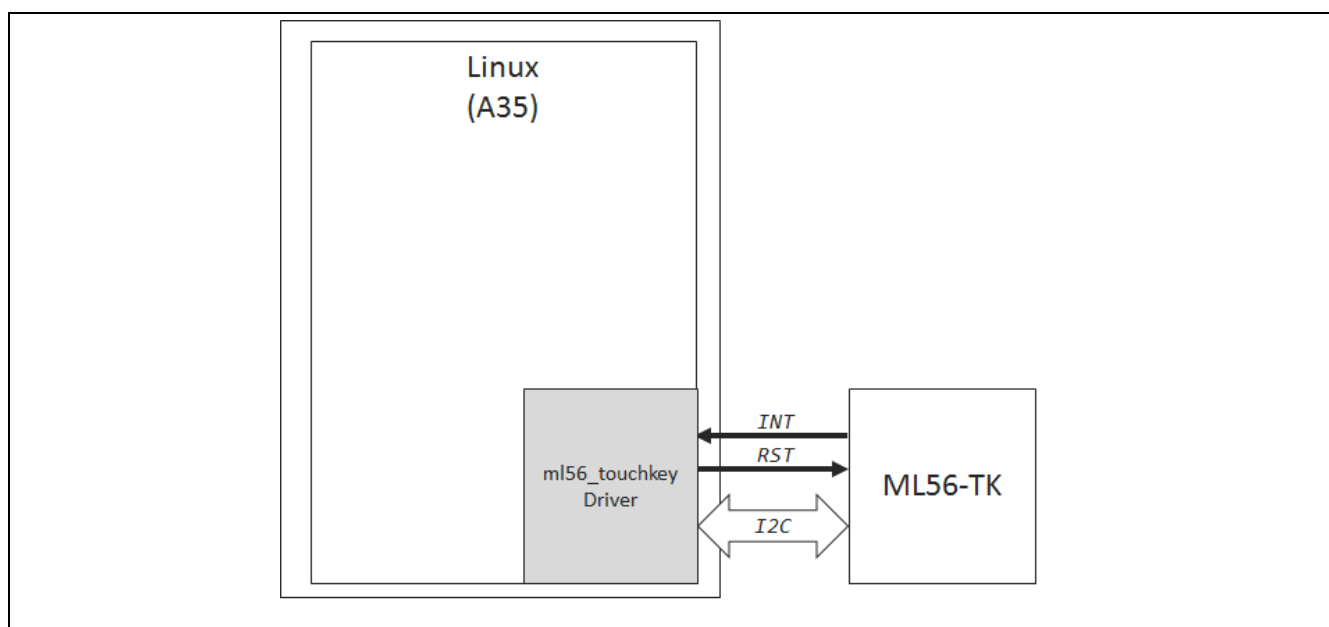 Linux
(A35)
INT
RST
ml56_touchkey
Driver
ML56-TK
I2C